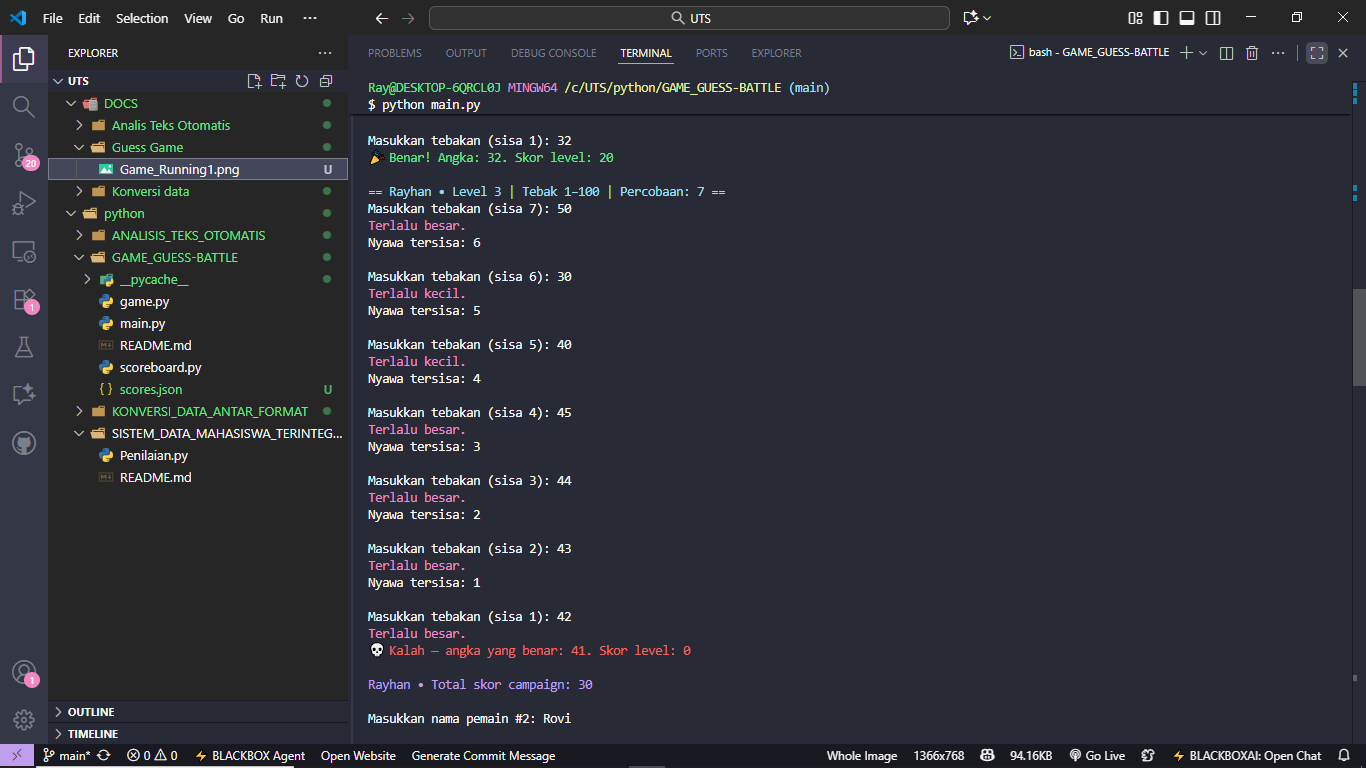 File Edit Selection View Go Run ··· UTS
EXPLORER ···
UTS
DOCS
Analis Teks Otomatis
Guess Game
Game_Running1.png U
Konversi data
python
ANALISIS_TEKS_OTOMATIS
GAME_GUESS-BATTLE
__pycache__
game.py
main.py
README.md
scoreboard.py
{} scores.json U
KONVERSI_DATA_ANTAR_FORMAT
SISTEM_DATA_MAHASISWA_TERINTEG...
Penilaian.py
README.md
OUTLINE
TIMELINE
20
1
1
PROBLEMS OUTPUT DEBUG CONSOLE TERMINAL PORTS EXPLORER bash - GAME_GUESS-BATTLE
Ray@DESKTOP-6QRCL0J MINGW64 /c/UTS/python/GAME_GUESS-BATTLE (main)
$ python main.py
Masukkan tebakan (sisa 1): 32
🎉 Benar! Angka: 32. Skor level: 20
== Rayhan • Level 3 | Tebak 1–100 | Percobaan: 7 ==
Masukkan tebakan (sisa 7): 50
Terlalu besar.
Nyawa tersisa: 6
Masukkan tebakan (sisa 6): 30
Terlalu kecil.
Nyawa tersisa: 5
Masukkan tebakan (sisa 5): 40
Terlalu kecil.
Nyawa tersisa: 4
Masukkan tebakan (sisa 4): 45
Terlalu besar.
Nyawa tersisa: 3
Masukkan tebakan (sisa 3): 44
Terlalu besar.
Nyawa tersisa: 2
Masukkan tebakan (sisa 2): 43
Terlalu besar.
Nyawa tersisa: 1
Masukkan tebakan (sisa 1): 42
Terlalu besar.
💀 Kalah — angka yang benar: 41. Skor level: 0
Rayhan • Total skor campaign: 30
Masukkan nama pemain #2: Rovi
main* 0 0 BLACKBOX Agent Open Website Generate Commit Message Whole Image 1366x768 94.16KB Go Live BLACKBOXAI: Open Chat